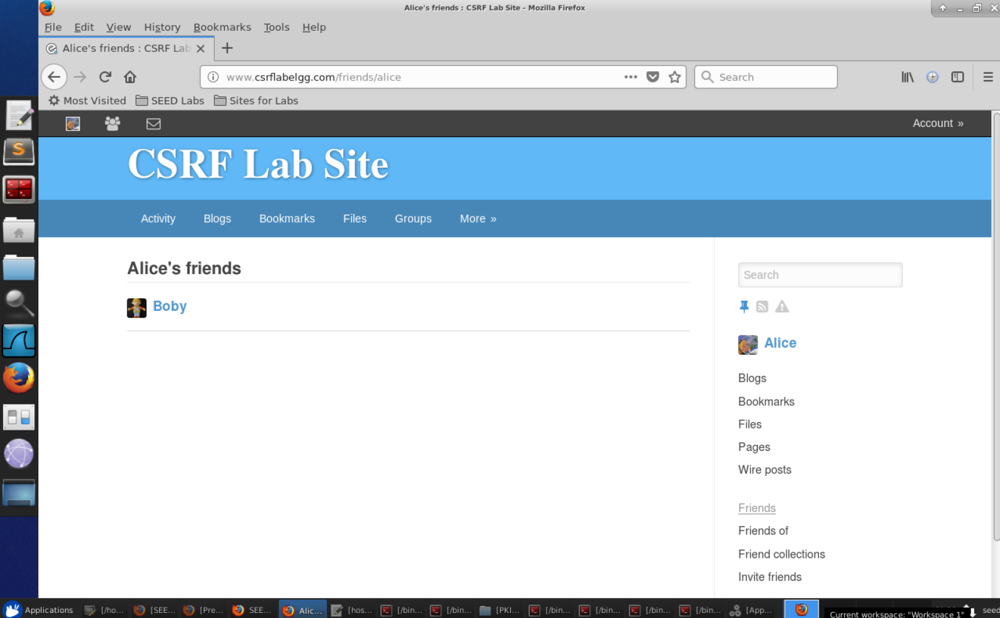 Alice's friends : CSRF Lab Site - Mozilla Firefox
File Edit View History Bookmarks Tools Help
Alice's friends : CSRF Lab
www.csrflabelgg.com/friends/alice
Search
Most Visited SEED Labs Sites for Labs
Account »
CSRF Lab Site
Activity Blogs Bookmarks Files Groups More »
Alice's friends
Boby
Search
Alice
Blogs
Bookmarks
Files
Pages
Wire posts
Friends
Friends of
Friend collections
Invite friends
Applications [/ho... [SEE... [Pre... SEE... Alic... [hos... [/bin... [/bin... [PKI... [/bin... [/bin... [/bin... [/bin... [App... seed
Current workspace: "Workspace 1"